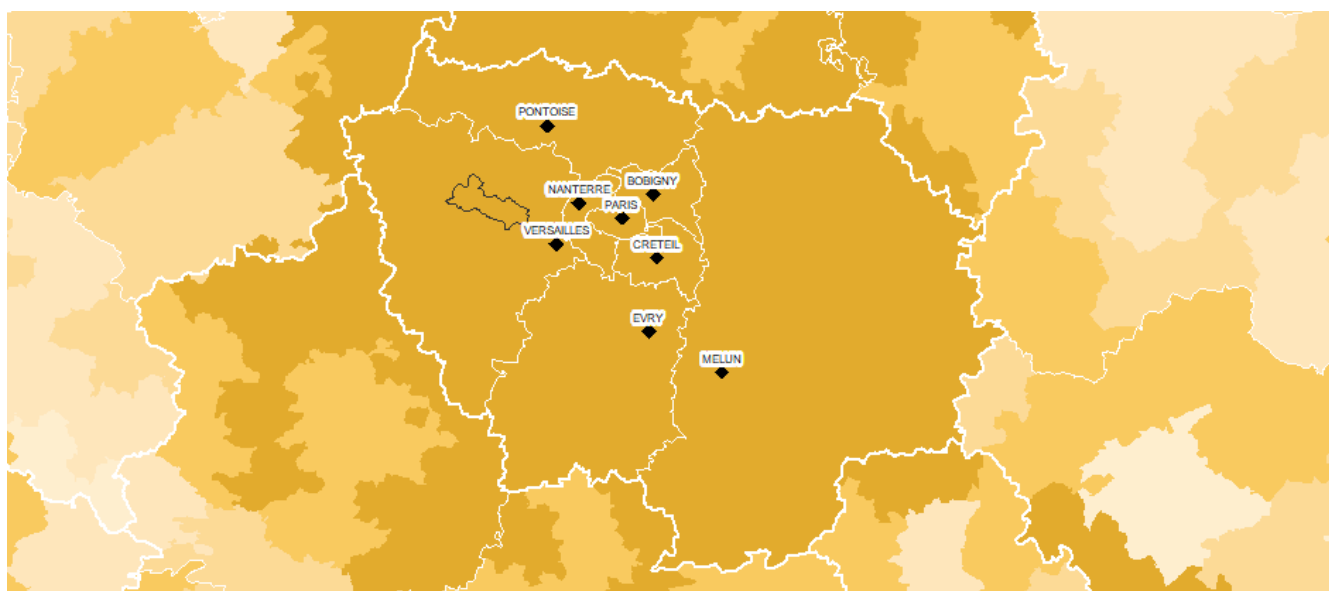 PONTOISE
BOBIGNY
NANTERRE
PARIS
VERSAILLES
CRETEIL
EVRY
MELUN